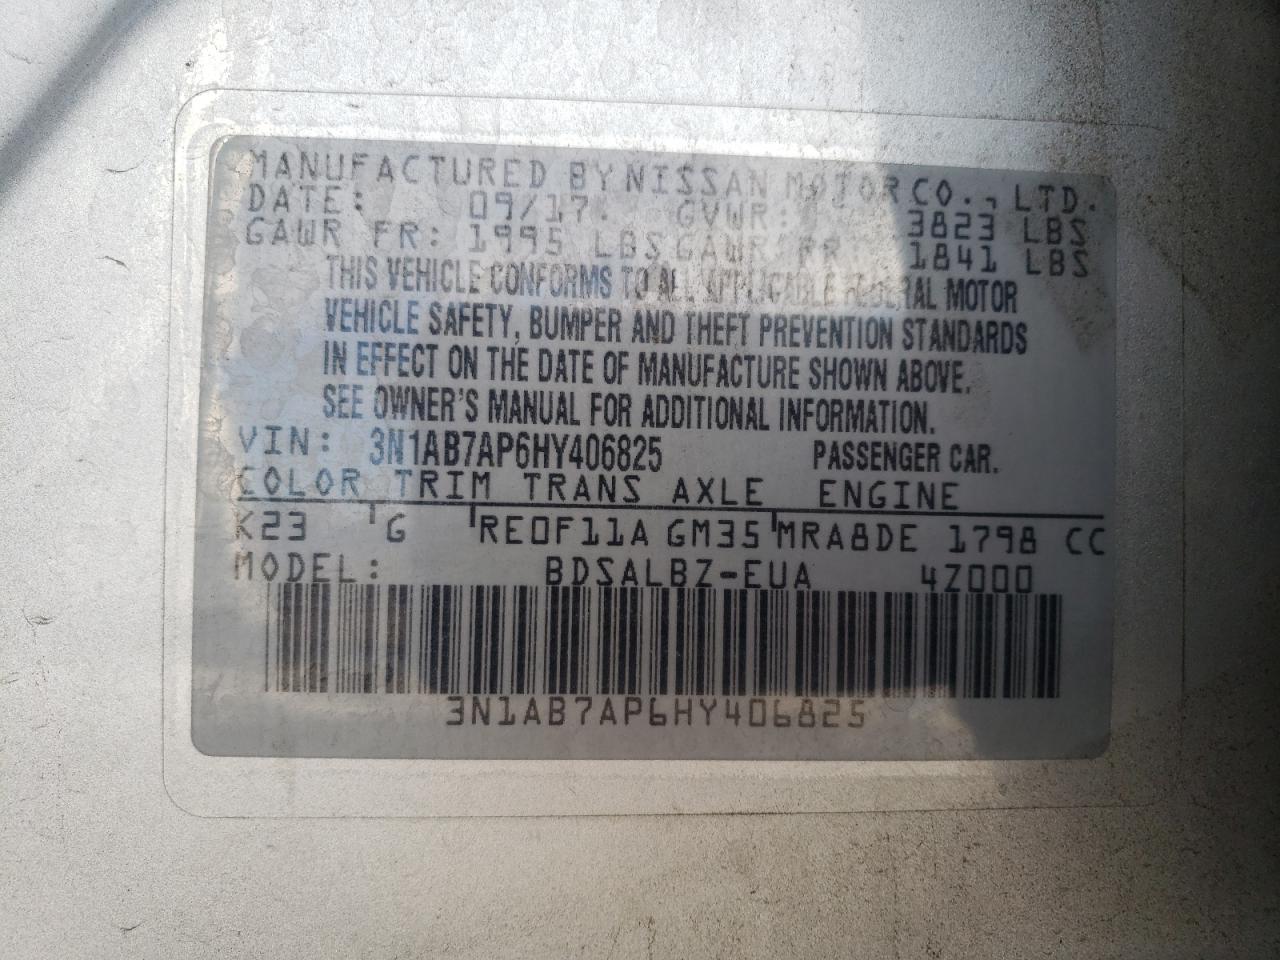 MANUFACTURED BY NISSAN MOTOR CO., LTD.
DATE: 09/17 GVWR: 3823 LBS
GAWR FR: 1995 LBS GAWR RR 1841 LBS
THIS VEHICLE CONFORMS TO ALL APPLICABLE FEDERAL MOTOR
VEHICLE SAFETY, BUMPER AND THEFT PREVENTION STANDARDS
IN EFFECT ON THE DATE OF MANUFACTURE SHOWN ABOVE.
SEE OWNER'S MANUAL FOR ADDITIONAL INFORMATION.
VIN: 3N1AB7AP6HY406825 PASSENGER CAR.
COLOR TRIM TRANS AXLE ENGINE
K23 G RE0F11A GM35 MRA8DE 1798 CC
MODEL: BDSALBZ-EUA 4Z000
3N1AB7AP6HY406825